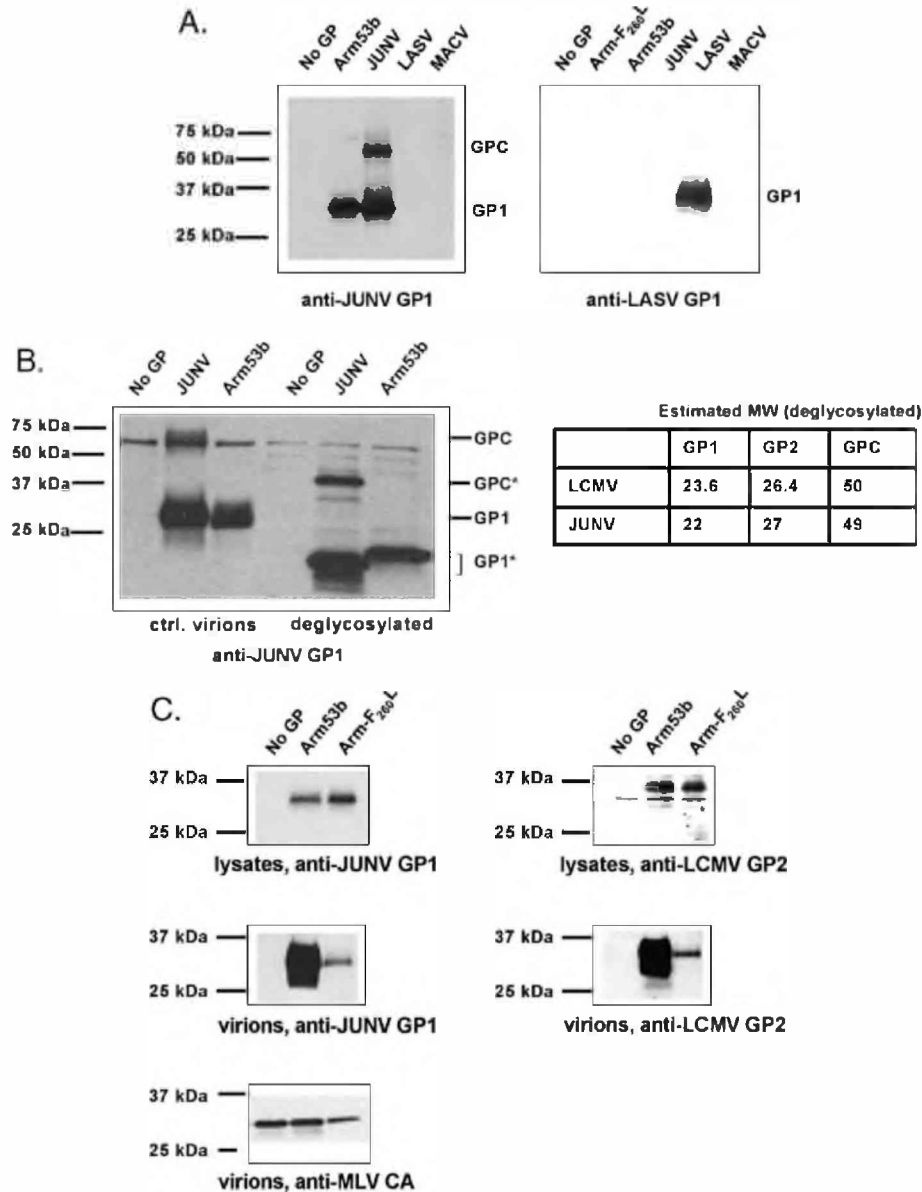 A.
No GP Arm53b JUNV LASV MACV
No GP Arm-F260L Arm53b JUNV LASV MACV
75 kDa
50 kDa
37 kDa
25 kDa
GPC
GP1
GP1
anti-JUNV GP1
anti-LASV GP1
B.
No GP JUNV Arm53b No GP JUNV Arm53b
75 kDa
50 kDa
37 kDa
25 kDa
GPC
GPC*
GP1
GP1*
ctrl. virions deglycosylated
anti-JUNV GP1
Estimated MW (deglycosylated)
GP1 GP2 GPC
LCMV 23.6 26.4 50
JUNV 22 27 49
C.
No GP Arm53b Arm-F260L
No GP Arm53b Arm-F260L
37 kDa
25 kDa
lysates, anti-JUNV GP1
37 kDa
25 kDa
lysates, anti-LCMV GP2
37 kDa
25 kDa
virions, anti-JUNV GP1
37 kDa
25 kDa
virions, anti-LCMV GP2
37 kDa
25 kDa
virions, anti-MLV CA